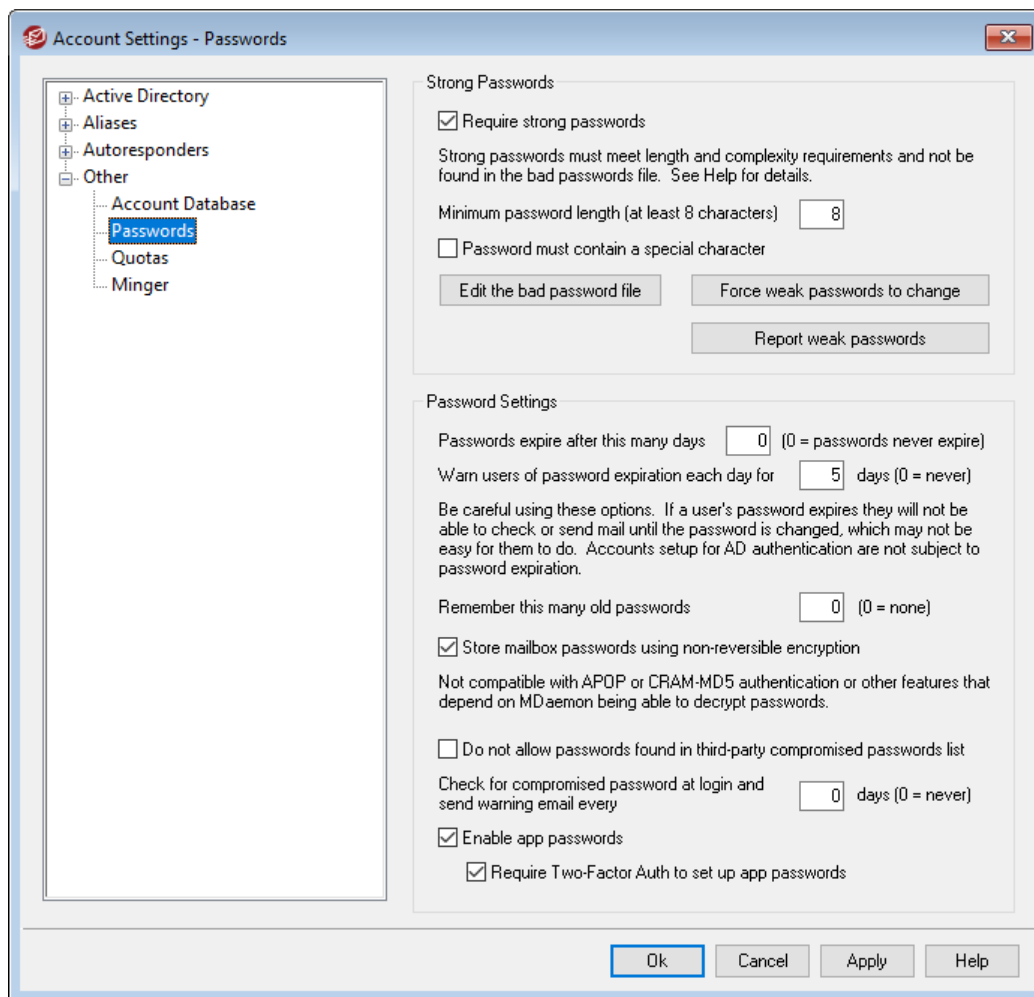 Account Settings - Passwords
Active Directory
Aliases
Autoresponders
Other
Account Database
Passwords
Quotas
Minger
Strong Passwords
Require strong passwords
Strong passwords must meet length and complexity requirements and not be
found in the bad passwords file.  See Help for details.
Minimum password length (at least 8 characters) 8
Password must contain a special character
Edit the bad password file Force weak passwords to change
Report weak passwords
Password Settings
Passwords expire after this many days 0 (0 = passwords never expire)
Warn users of password expiration each day for 5 days (0 = never)
Be careful using these options.  If a user's password expires they will not be
able to check or send mail until the password is changed, which may not be
easy for them to do.  Accounts setup for AD authentication are not subject to
password expiration.
Remember this many old passwords 0 (0 = none)
Store mailbox passwords using non-reversible encryption
Not compatible with APOP or CRAM-MD5 authentication or other features that
depend on MDaemon being able to decrypt passwords.
Do not allow passwords found in third-party compromised passwords list
Check for compromised password at login and
send warning email every 0 days (0 = never)
Enable app passwords
Require Two-Factor Auth to set up app passwords
Ok Cancel Apply Help